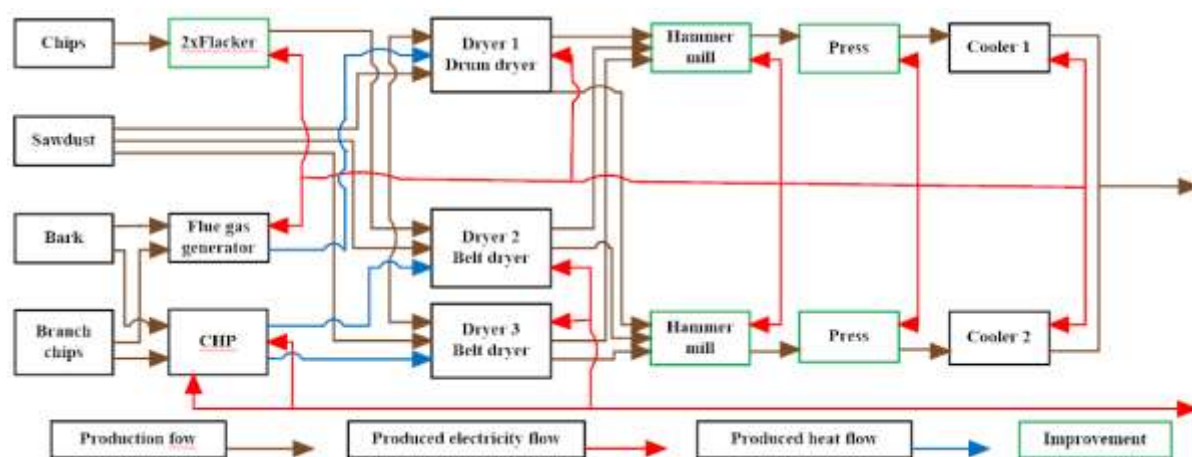 Chips
2xFlacker
Dryer 1
Drum dryer
Hammer
mill
Press
Cooler 1
Sawdust
Bark
Flue gas
generator
Dryer 2
Belt dryer
Branch
chips
CHP
Dryer 3
Belt dryer
Hammer
mill
Press
Cooler 2
Production fow
Produced electricity flow
Produced heat flow
Improvement